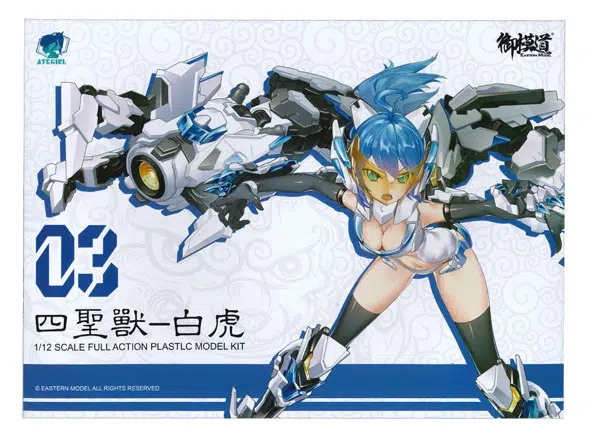 ATKGIRL
御模道
EASTERN MODEL
03
四聖獸-白虎
1/12 SCALE FULL ACTION PLASTLC MODEL KIT
© EASTERN MODEL ALL RIGHTS RESERVED